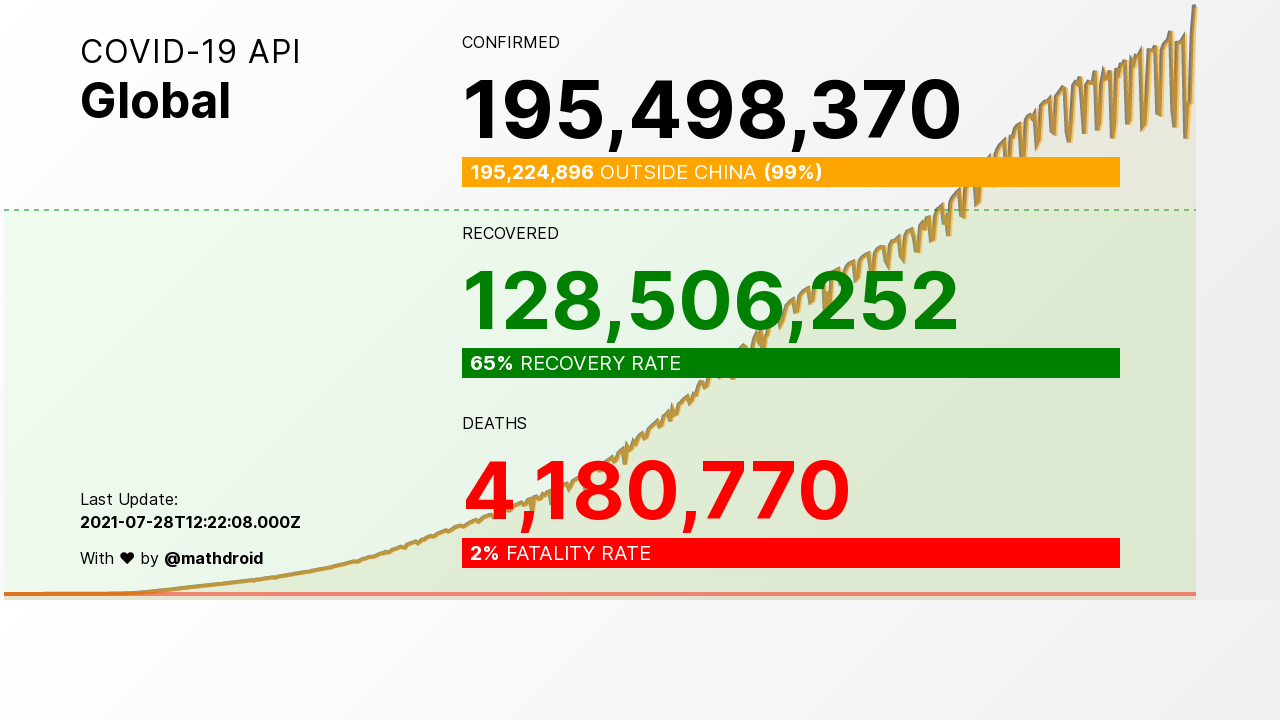 COVID-19 API
Global
CONFIRMED
195,498,370
195,224,896 OUTSIDE CHINA (99%)
RECOVERED
128,506,252
65% RECOVERY RATE
DEATHS
4,180,770
2% FATALITY RATE
Last Update:
2021-07-28T12:22:08.000Z
With ♥ by @mathdroid